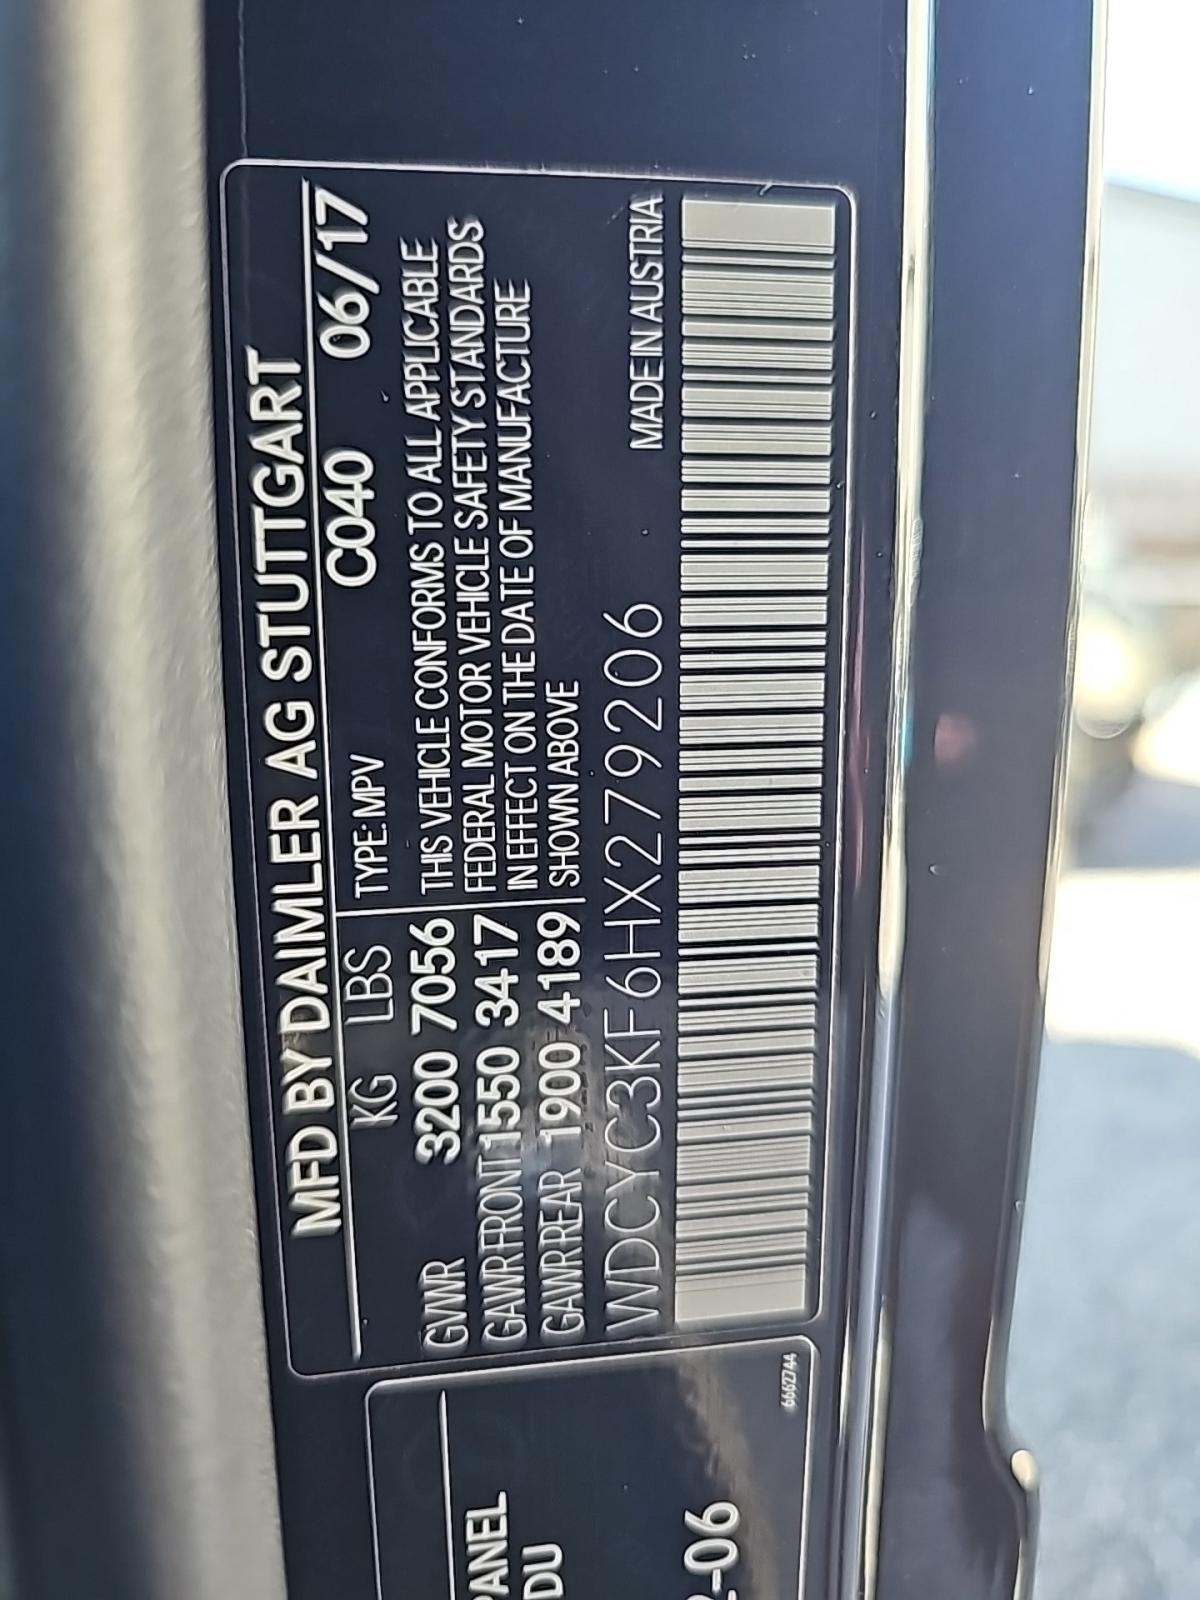 MFD BY DAIMLER AG STUTTGART
KG LBS TYPE: MPV C040 06/17
GVWR 3200 7056 THIS VEHICLE CONFORMS TO ALL APPLICABLE
GAWR FRONT 1550 3417 FEDERAL MOTOR VEHICLE SAFETY STANDARDS
IN EFFECT ON THE DATE OF MANUFACTURE
GAWR REAR 1900 4189 SHOWN ABOVE
WDCYC3KF6HX279206 MADE IN AUSTRIA
PANEL
DU
-06
6662744